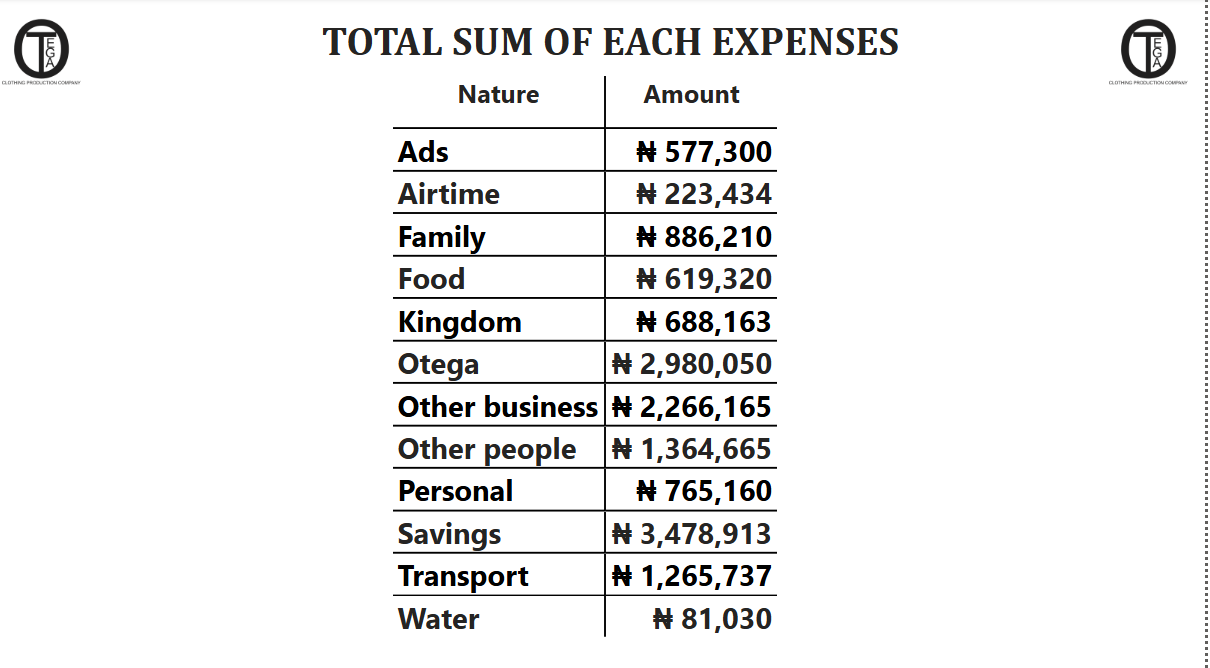 OTEGA
CLOTHING PRODUCTION COMPANY
TOTAL SUM OF EACH EXPENSES
OTEGA
CLOTHING PRODUCTION COMPANY
Nature Amount
Ads ₦ 577,300
Airtime ₦ 223,434
Family ₦ 886,210
Food ₦ 619,320
Kingdom ₦ 688,163
Otega ₦ 2,980,050
Other business ₦ 2,266,165
Other people ₦ 1,364,665
Personal ₦ 765,160
Savings ₦ 3,478,913
Transport ₦ 1,265,737
Water ₦ 81,030